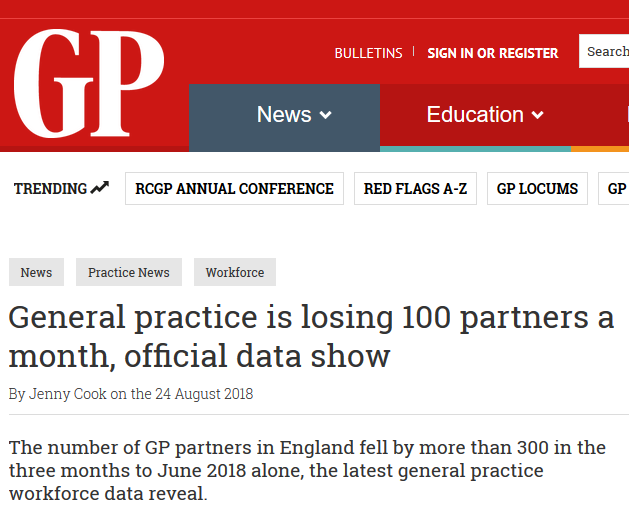 GP
BULLETINS
SIGN IN OR REGISTER
Search
News
Education
TRENDING
RCGP ANNUAL CONFERENCE
RED FLAGS A-Z
GP LOCUMS
GP
News
Practice News
Workforce
General practice is losing 100 partners a
month, official data show
By Jenny Cook on the 24 August 2018
The number of GP partners in England fell by more than 300 in the
three months to June 2018 alone, the latest general practice
workforce data reveal.